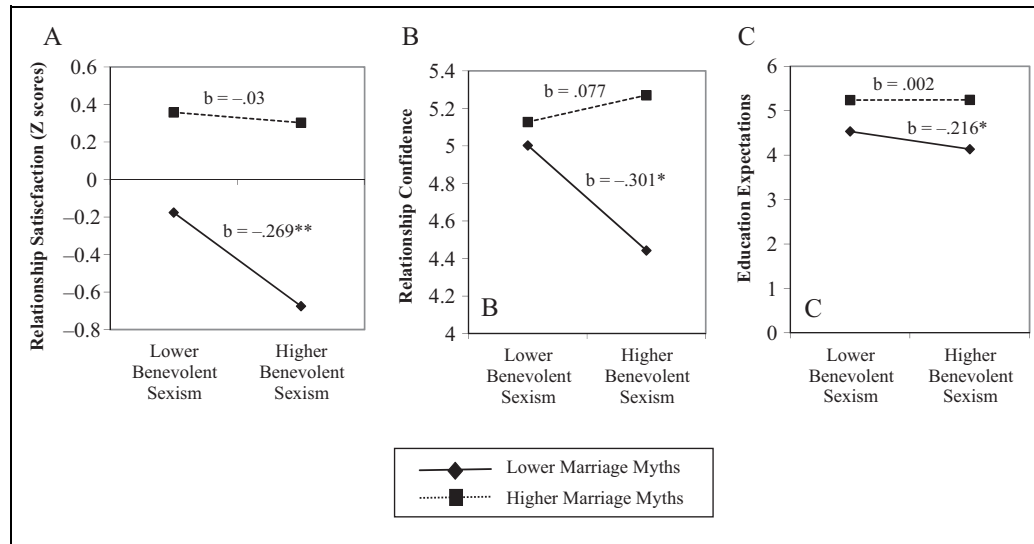 A
Relationship Satiscfaction (Z scores)
0.6
0.4
0.2
0
–0.2
–0.4
–0.6
–0.8
b = –.03
b = –.269**
Lower
Benevolent
Sexism
Higher
Benevolent
Sexism
B
Relationship Confidence
5.4
5.2
5
4.8
4.6
4.4
4.2
4
b = .077
b = –.301*
B
Lower
Benevolent
Sexism
Higher
Benevolent
Sexism
C
Education Expectations
6
5
4
3
2
1
0
b = .002
b = –.216*
C
Lower
Benevolent
Sexism
Higher
Benevolent
Sexism
Lower Marriage Myths
Higher Marriage Myths